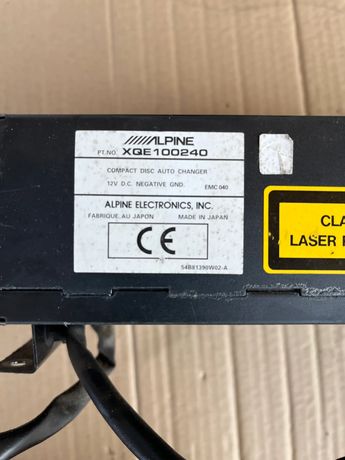 ALPINE
PT.NO. XQE100240
COMPACT DISC AUTO CHANGER
12V D.C. NEGATIVE GND. EMC 040
ALPINE ELECTRONICS, INC.
FABRIQUE AU JAPON MADE IN JAPAN
CE
54B81390W02-A
CLA
LASER P